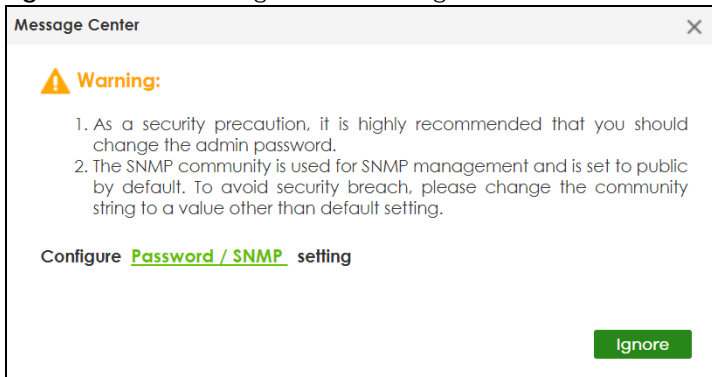 Message Center
Warning:
1. As a security precaution, it is highly recommended that you should
change the admin password.
2. The SNMP community is used for SNMP management and is set to public
by default. To avoid security breach, please change the community
string to a value other than default setting.
Configure Password / SNMP setting
Ignore